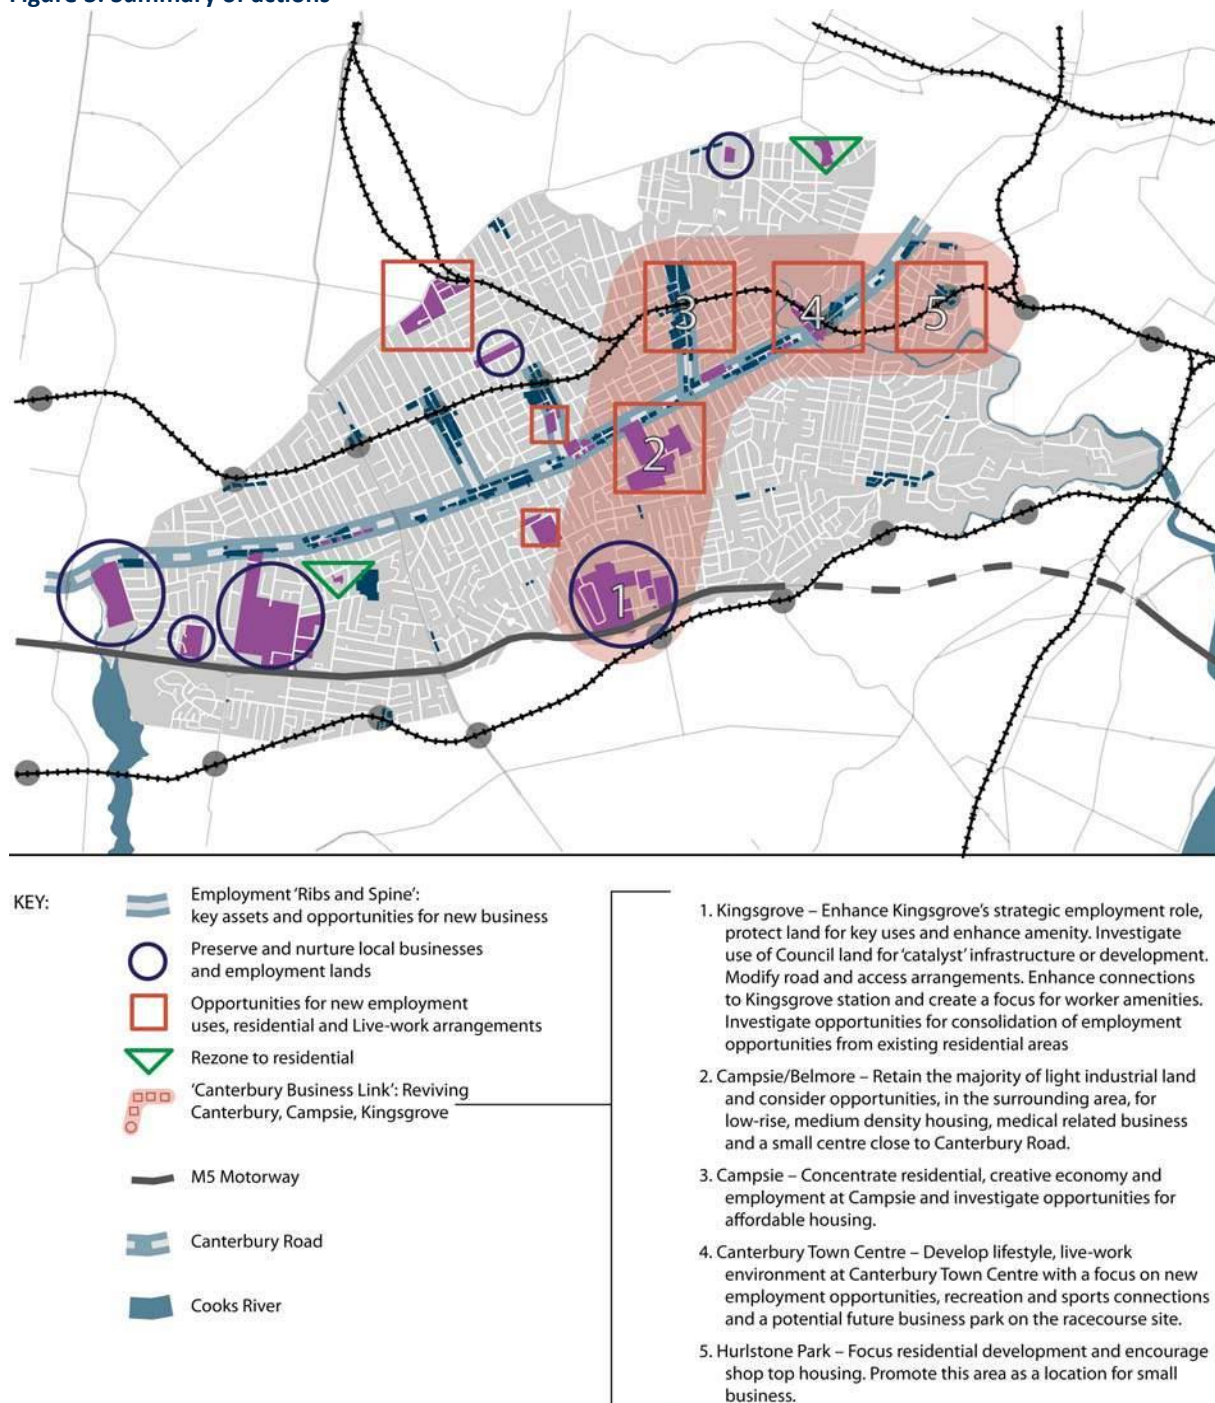 Figure 3: Summary of actions
3
4
5
2
1
KEY:
Employment 'Ribs and Spine':
key assets and opportunities for new business
Preserve and nurture local businesses
and employment lands
Opportunities for new employment
uses, residential and Live-work arrangements
Rezone to residential
'Canterbury Business Link': Reviving
Canterbury, Campsie, Kingsgrove
M5 Motorway
Canterbury Road
Cooks River
1. Kingsgrove – Enhance Kingsgrove's strategic employment role,
protect land for key uses and enhance amenity. Investigate
use of Council land for 'catalyst' infrastructure or development.
Modify road and access arrangements. Enhance connections
to Kingsgrove station and create a focus for worker amenities.
Investigate opportunities for consolidation of employment
opportunities from existing residential areas
2. Campsie/Belmore – Retain the majority of light industrial land
and consider opportunities, in the surrounding area, for
low-rise, medium density housing, medical related business
and a small centre close to Canterbury Road.
3. Campsie – Concentrate residential, creative economy and
employment at Campsie and investigate opportunities for
affordable housing.
4. Canterbury Town Centre – Develop lifestyle, live-work
environment at Canterbury Town Centre with a focus on new
employment opportunities, recreation and sports connections
and a potential future business park on the racecourse site.
5. Hurlstone Park – Focus residential development and encourage
shop top housing. Promote this area as a location for small
business.